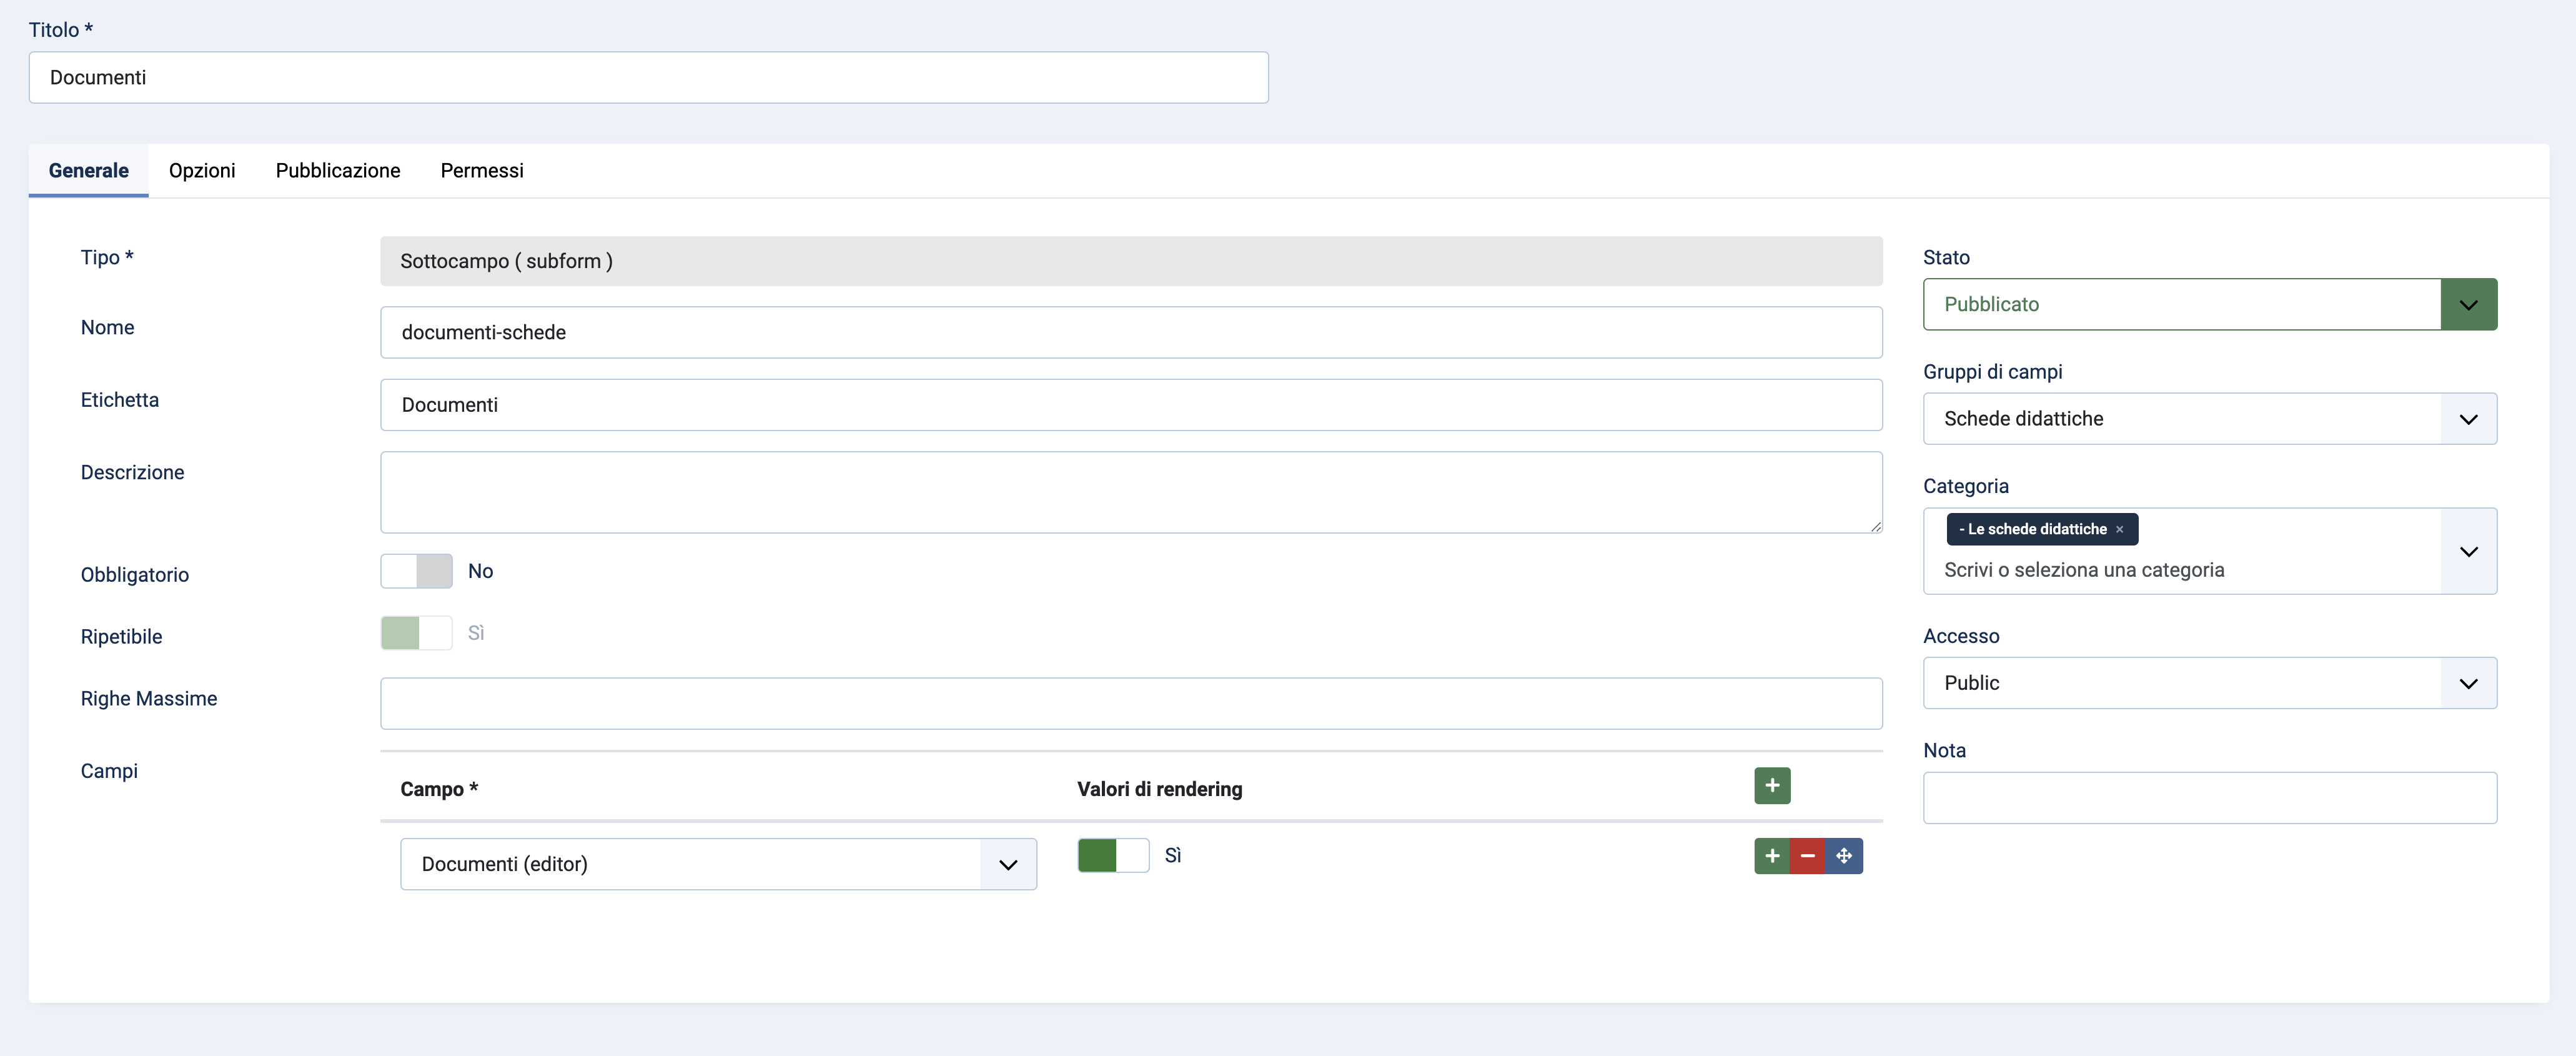 Titolo *
Documenti
Generale
Opzioni
Pubblicazione
Permessi
Tipo *
Sottocampo ( subform )
Nome
documenti-schede
Etichetta
Documenti
Descrizione
Obbligatorio
No
Ripetibile
Sì
Righe Massime
Campi
Campo *
Valori di rendering
Documenti (editor)
Sì
Stato
Pubblicato
Gruppi di campi
Schede didattiche
Categoria
- Le schede didattiche ×
Scrivi o seleziona una categoria
Accesso
Public
Nota